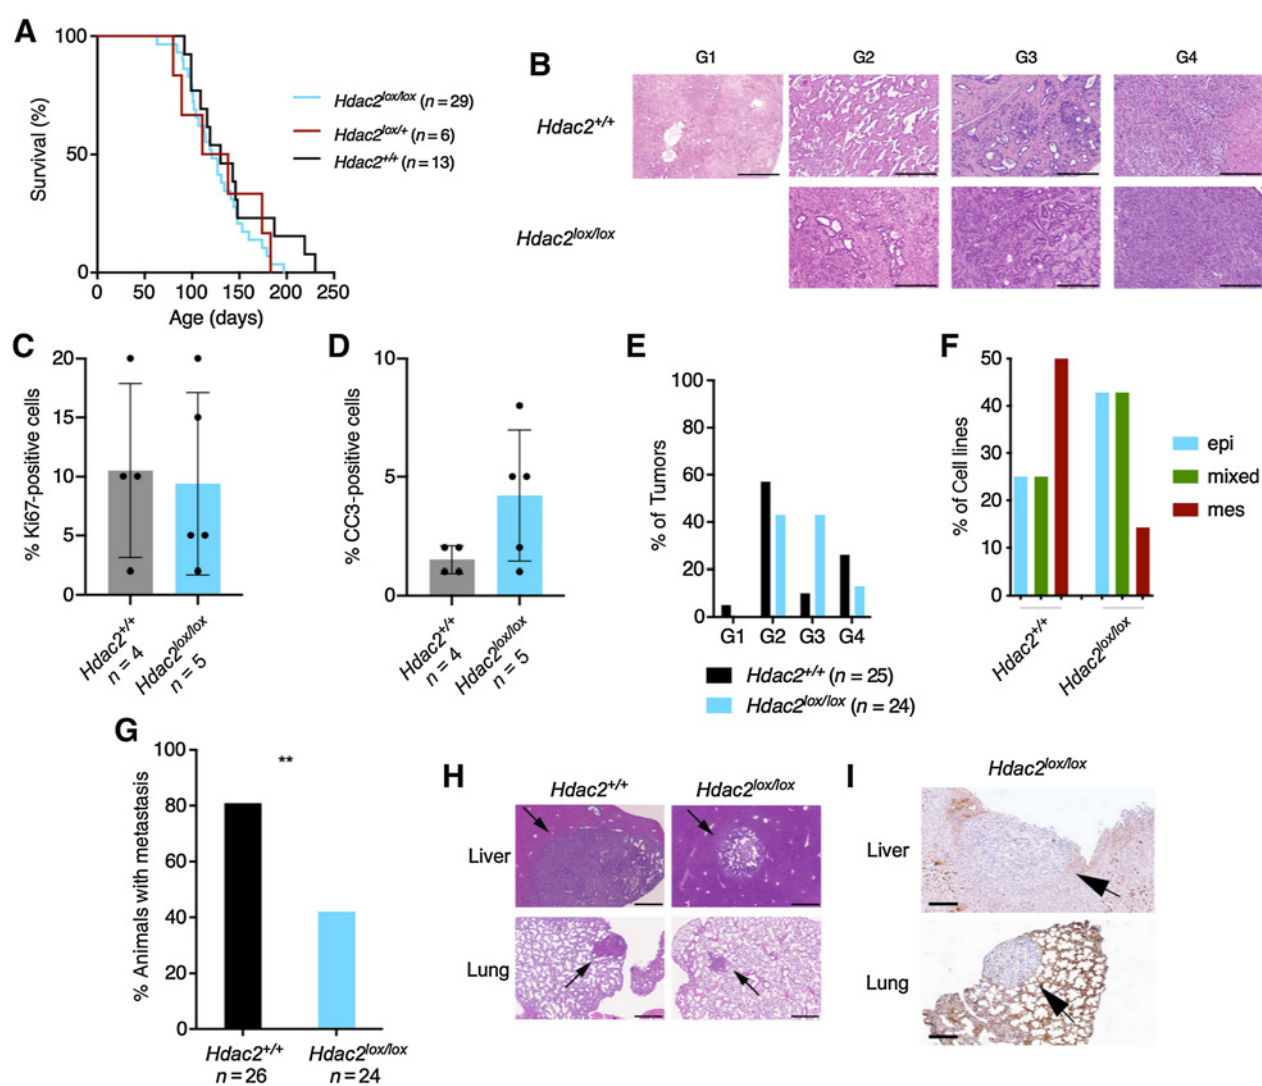 A
Survival (%)
100
50
0
0 50 100 150 200 250
Age (days)
Hdac2lox/lox (n = 29)
Hdac2lox/+ (n = 6)
Hdac2+/+ (n = 13)
B
G1 G2 G3 G4
Hdac2+/+
Hdac2lox/lox
C
% Ki67-positive cells
20
15
10
5
0
Hdac2+/+
n = 4
Hdac2lox/lox
n = 5
D
% CC3-positive cells
10
5
0
Hdac2+/+
n = 4
Hdac2lox/lox
n = 5
E
% of Tumors
100
80
60
40
20
0
G1 G2 G3 G4
Hdac2+/+ (n = 25)
Hdac2lox/lox (n = 24)
F
% of Cell lines
50
40
30
20
10
0
Hdac2+/+
Hdac2lox/lox
epi
mixed
mes
G
% Animals with metastasis
100
80
60
40
20
0
**
Hdac2+/+
n = 26
Hdac2lox/lox
n = 24
H
Hdac2+/+ Hdac2lox/lox
Liver
Lung
I
Hdac2lox/lox
Liver
Lung